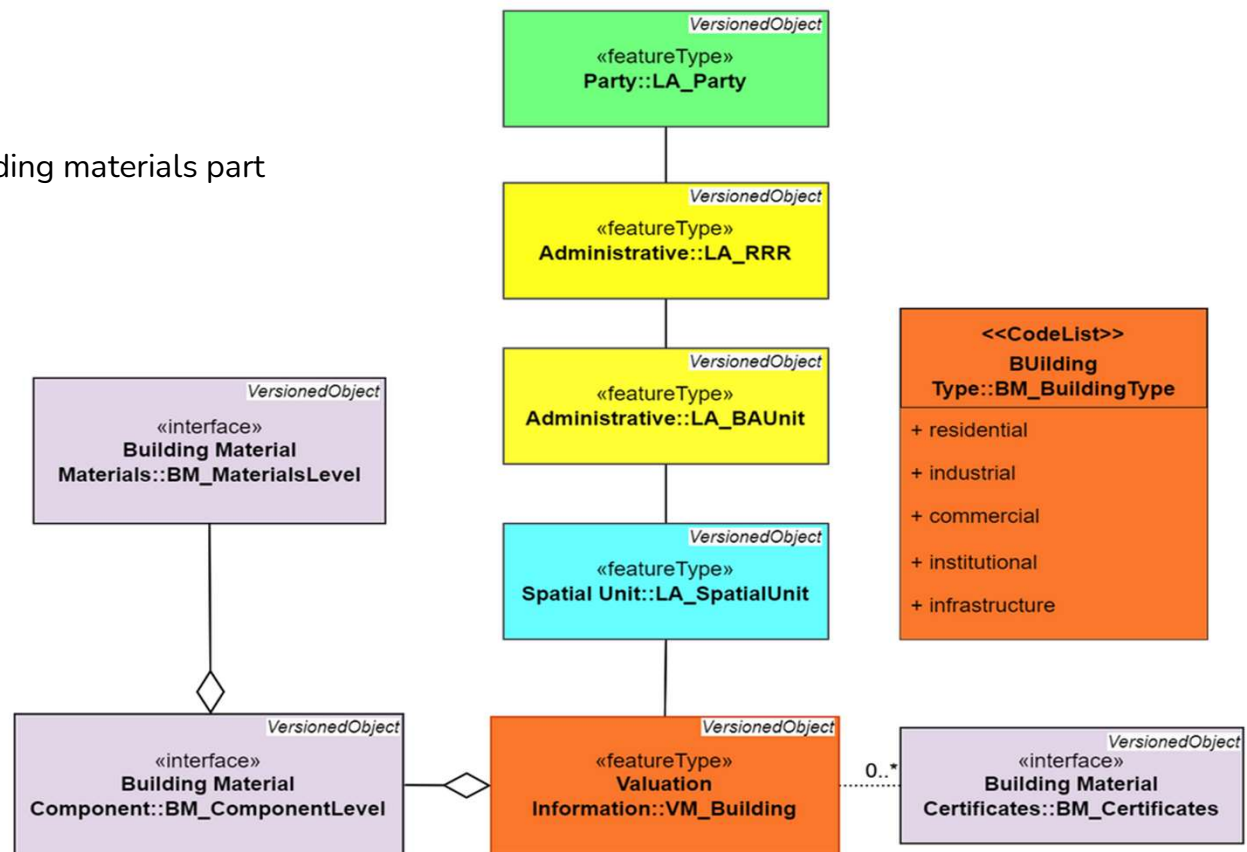 VersionedObject
«featureType»
Party::LA_Party
materials part
VersionedObject
«featureType»
Administrative::LA_RRR
VersionedObject
«featureType»
Administrative::LA_BAUnit
<<CodeList>>
BUilding
Type::BM_BuildingType
+ residential
+ industrial
+ commercial
+ institutional
+ infrastructure
VersionedObject
«interface»
Building Material
Materials::BM_MaterialsLevel
VersionedObject
«featureType»
Spatial Unit::LA_SpatialUnit
VersionedObject
«interface»
Building Material
Component::BM_ComponentLevel
VersionedObject
«featureType»
Valuation
Information::VM_Building
0..*
VersionedObject
«interface»
Building Material
Certificates::BM_Certificates